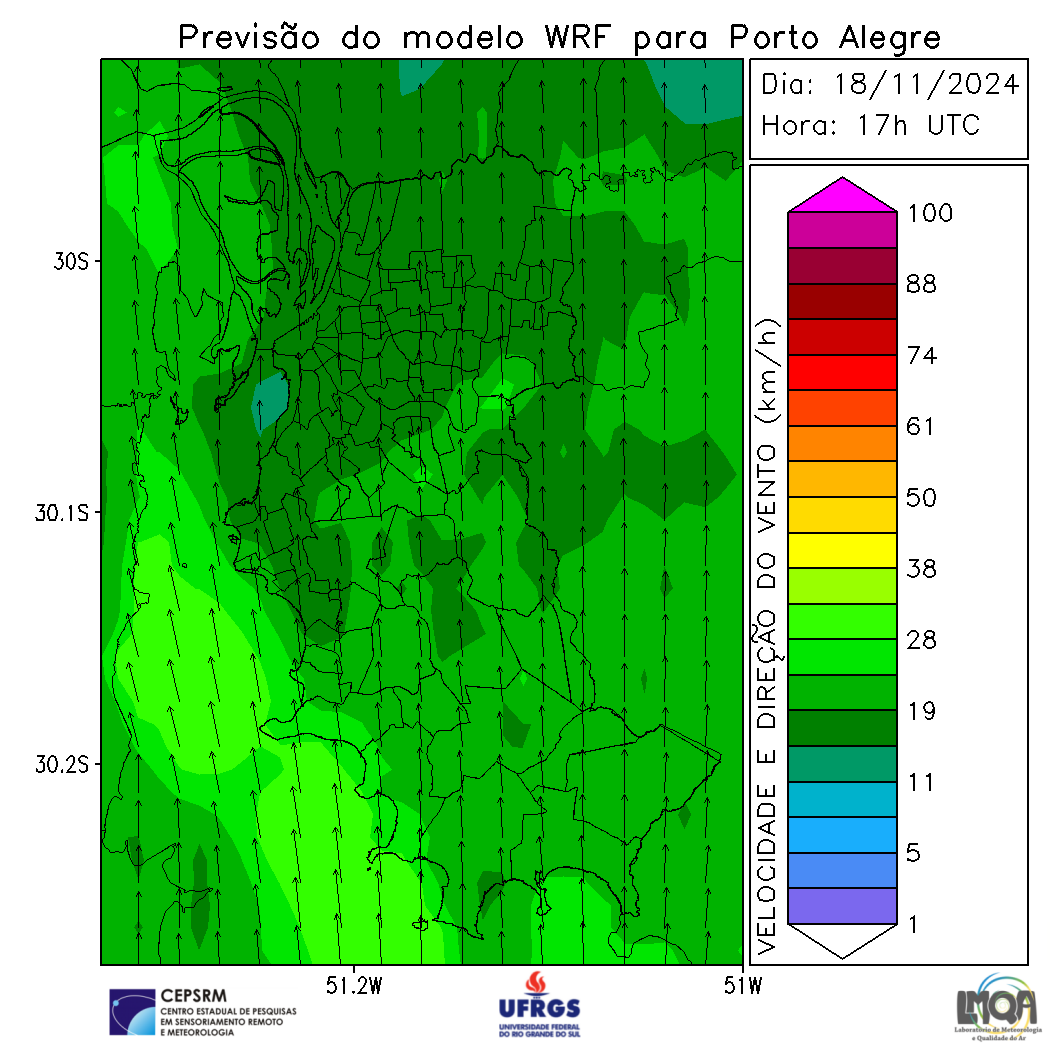 Previsão do modelo WRF para Porto Alegre
Dia: 18/11/2024
Hora: 17h UTC
30S
30.1S
30.2S
51.2W
51W
VELOCIDADE E DIREÇÃO DO VENTO (km/h)
100
88
74
61
50
38
28
19
11
5
1
CEPSRM
CENTRO ESTADUAL DE PESQUISAS
EM SENSORIAMENTO REMOTO
E METEOROLOGIA
UFRGS
UNIVERSIDADE FEDERAL
DO RIO GRANDE DO SUL
LMQA
Laboratório de Meteorologia
e Qualidade do Ar